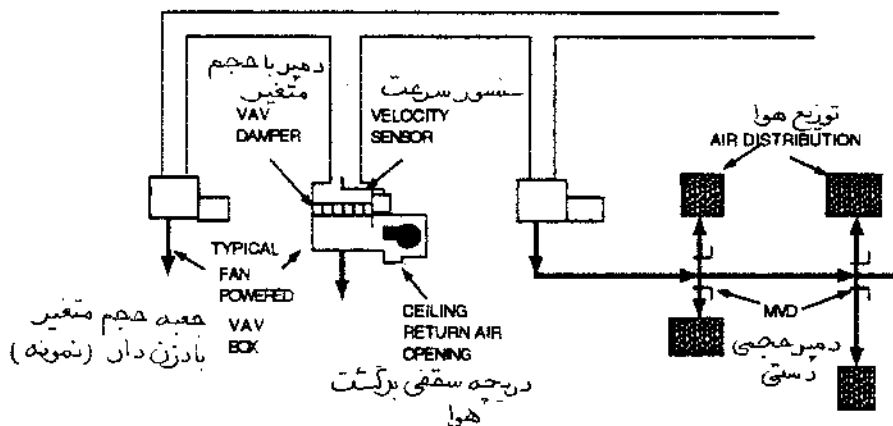 دمپر با حجم
متغیر
VAV
DAMPER
سنسور سرعت
VELOCITY
SENSOR
توزیع هوا
AIR DISTRIBUTION
TYPICAL
FAN
POWERED
VAV
BOX
جعبه حجم متغیر
بادزن دار (نمونه)
CEILING
RETURN AIR
OPENING
دریچه سقفی برگشت
هوا
MVD
دمپر حجمی
دستی